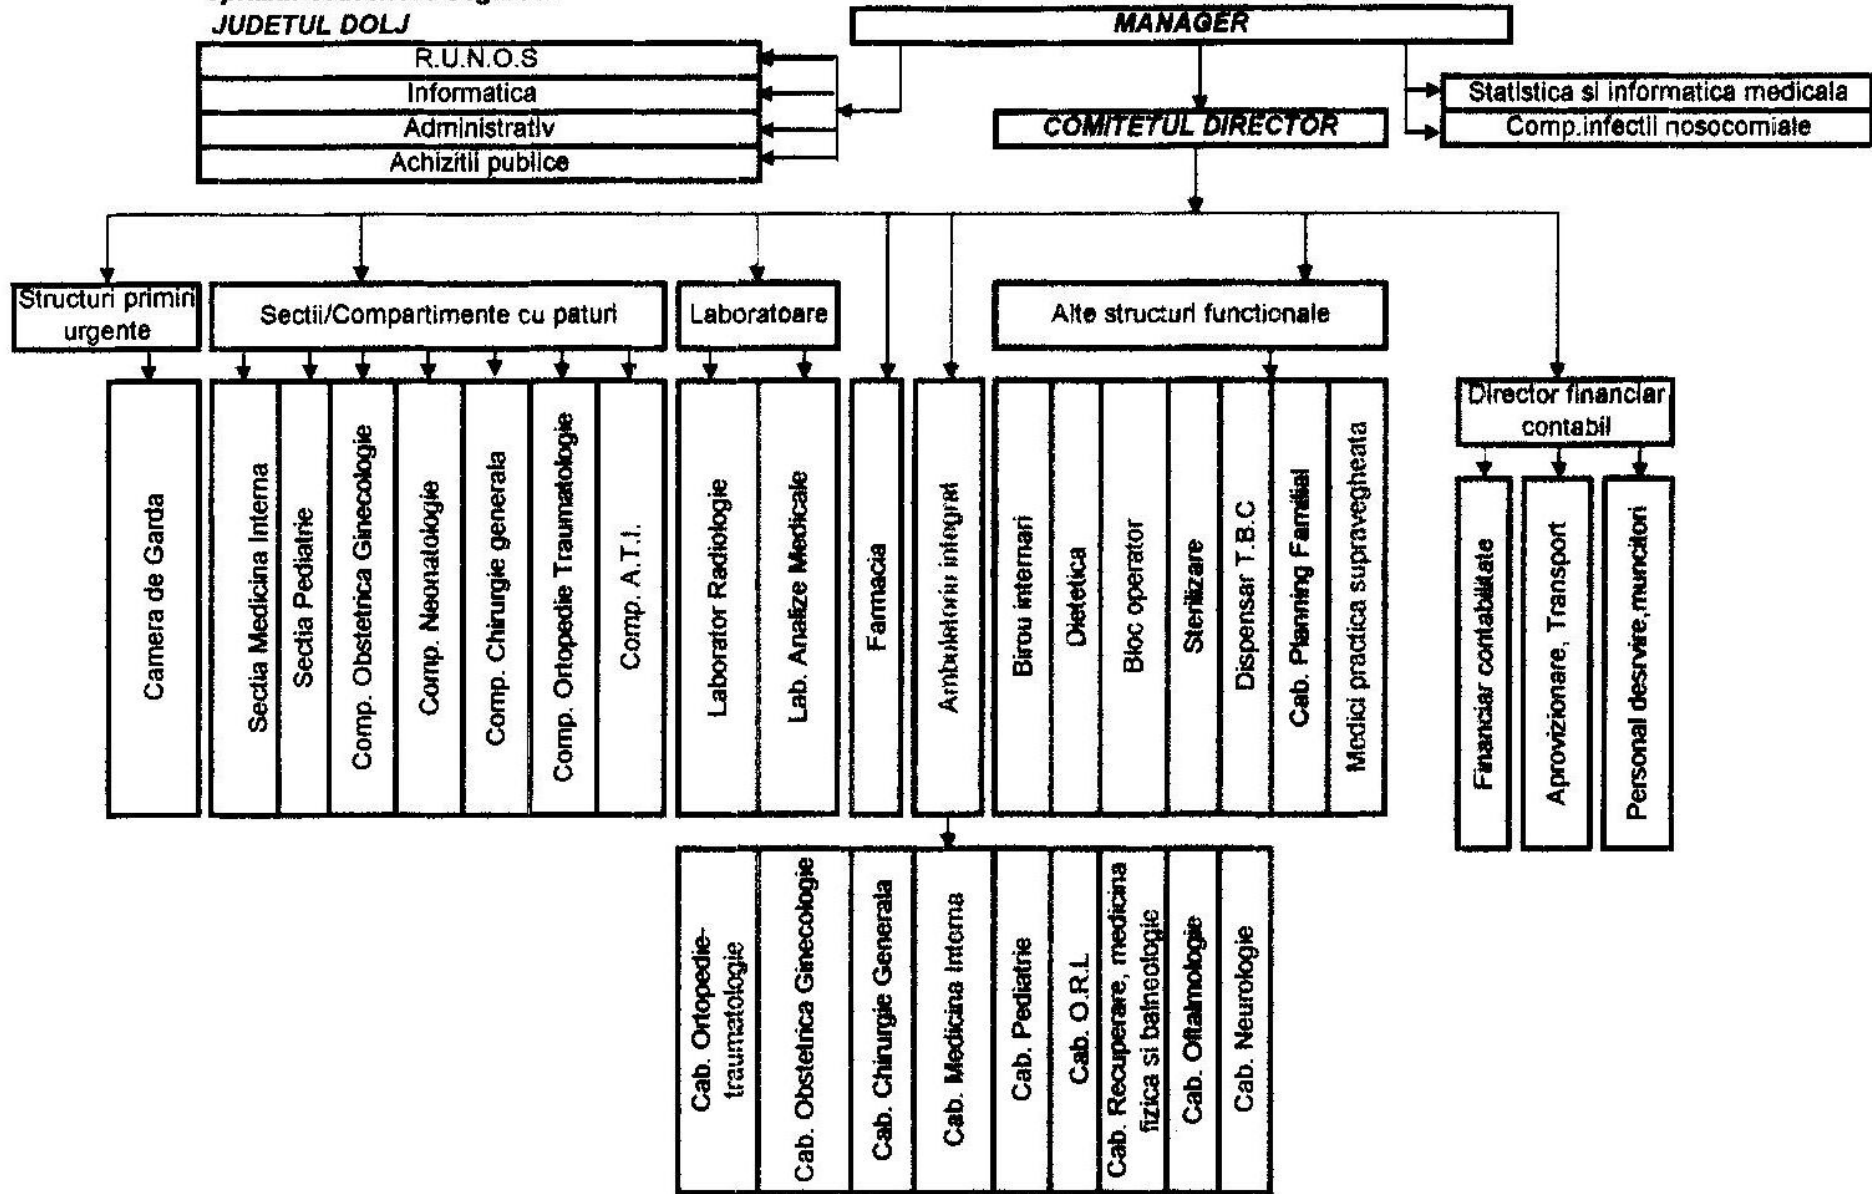 JUDETUL DOLJ
MANAGER
R.U.N.O.S
Informatica
Administrativ
Achizitii publice
COMITETUL DIRECTOR
Statistica si informatica medicala
Comp.infectii nosocomiale
Structuri primiri
urgente
Sectii/Compartimente cu paturi
Laboratoare
Alte structuri functionale
Director financiar
contabil
Camera de Garda
Sectia Medicina Interna
Sectia Pediatrie
Comp. Obstetrica Ginecologie
Comp. Neonatologie
Comp. Chirurgie generala
Comp. Ortopedie Traumatologie
Comp. A.T.I.
Laborator Radiologie
Lab. Analize Medicale
Farmacia
Ambulatoriu integrat
Birou internari
Dietetica
Bloc operator
Sterilizare
Dispensar T.B.C
Cab. Planning Familial
Medici practica supravegheata
Financiar contabilitate
Aprovizionare, Transport
Personal desrvire,muncitori
Cab. Ortopedie-
traumatologie
Cab. Obstetrica Ginecologie
Cab. Chirurgie Generala
Cab. Medicina Interna
Cab. Pediatrie
Cab. O.R.L
Cab. Recuperare, medicina
fizica si balneologie
Cab. Oftalmologie
Cab. Neurologie